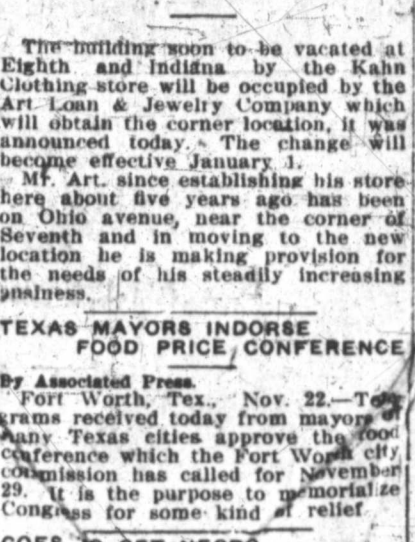 The building soon to be vacated at
Eighth and Indiana by the Kahn
Clothing store will be occupied by the
Art Loan & Jewelry Company which
will obtain the corner location, it was
announced today. The change will
become effective January 1.
Mr. Art. since establishing his store
here about five years ago has been
on Ohio avenue, near the corner of
Seventh and in moving to the new
location he is making provision for
the needs of his steadily increasing
business.
TEXAS MAYORS INDORSE
FOOD PRICE CONFERENCE
By Associated Press.
Fort Worth, Tex., Nov. 22.—Tele-
grams received today from mayors of
many Texas cities approve the food
conference which the Fort Worth city
commission has called for November
29. It is the purpose to memorialize
Congress for some kind of relief